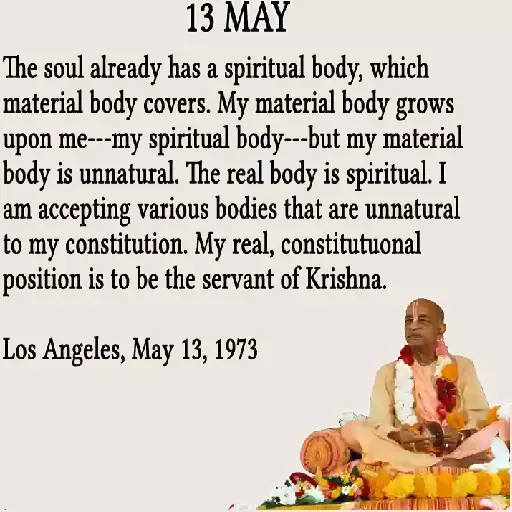 13 MAY
The soul already has a spiritual body, which
material body covers. My material body grows
upon me---my spiritual body---but my material
body is unnatural. The real body is spiritual. I
am accepting various bodies that are unnatural
to my constitution. My real, constitutuonal
position is to be the servant of Krishna.
Los Angeles, May 13, 1973